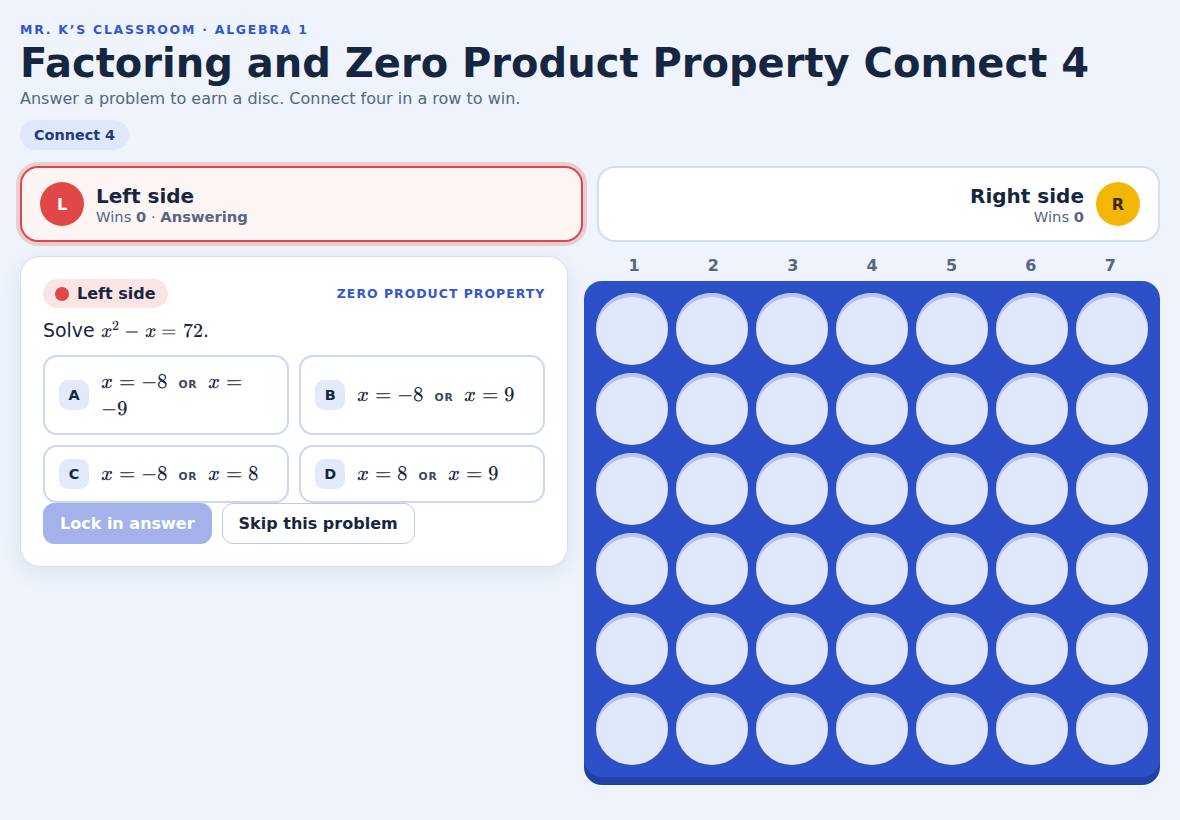 MR. K’S CLASSROOM · ALGEBRA 1
Factoring and Zero Product Property Connect 4
Answer a problem to earn a disc. Connect four in a row to win.
Connect 4
L
Left side
Wins 0 · Answering
Right side
Wins 0
R
Left side
ZERO PRODUCT PROPERTY
Solve x² − x = 72.
A
x = −8 OR x =
−9
B
x = −8 OR x = 9
C
x = −8 OR x = 8
D
x = 8 OR x = 9
Lock in answer
Skip this problem
1 2 3 4 5 6 7